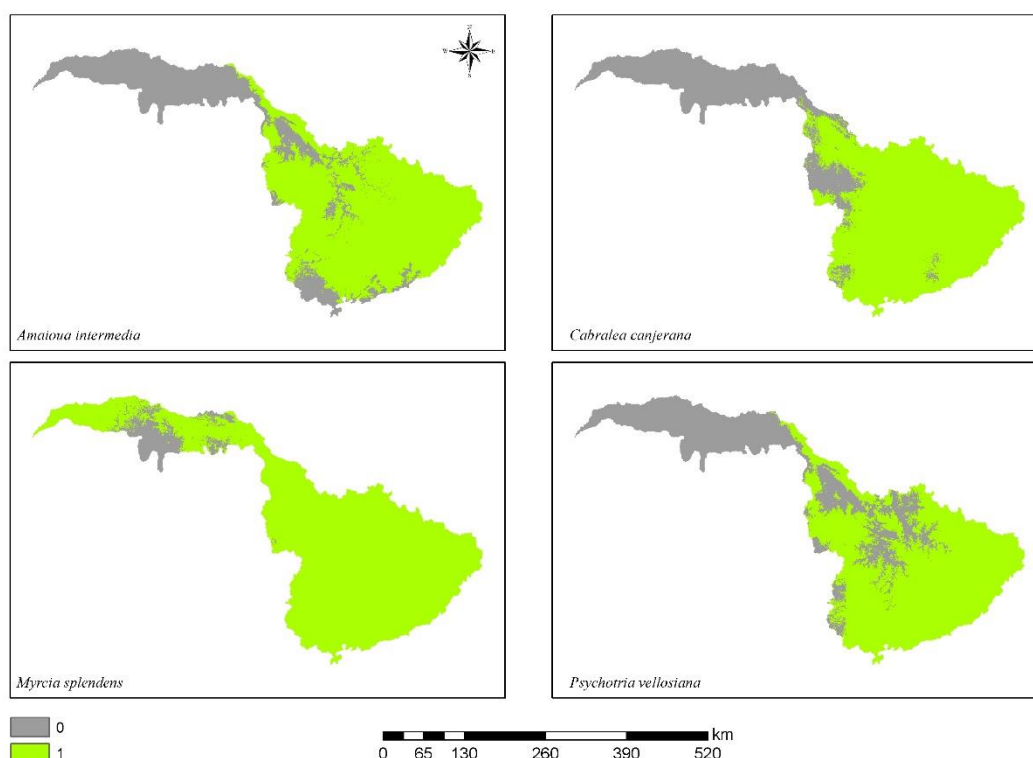 N
W E
S
Amaioua intermedia
Cabralea canjerana
Myrcia splendens
Psychotria vellosiana
0
1
km
0 65 130 260 390 520